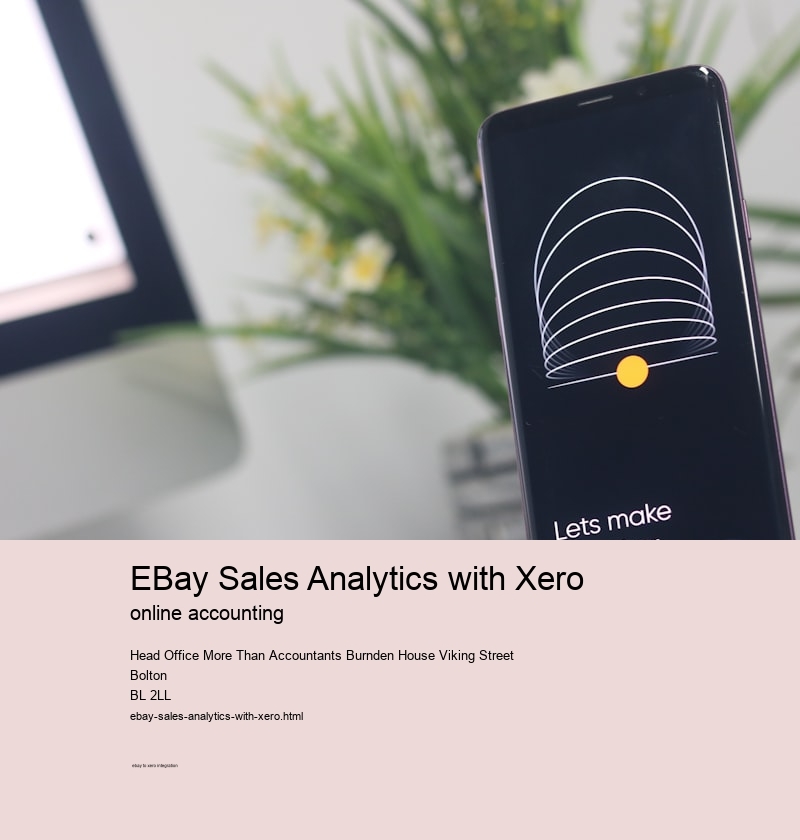 Lets make
EBay Sales Analytics with Xero
online accounting
Head Office More Than Accountants Burnden House Viking Street
Bolton
BL 2LL
ebay-sales-analytics-with-xero.html
ebay to xero integration